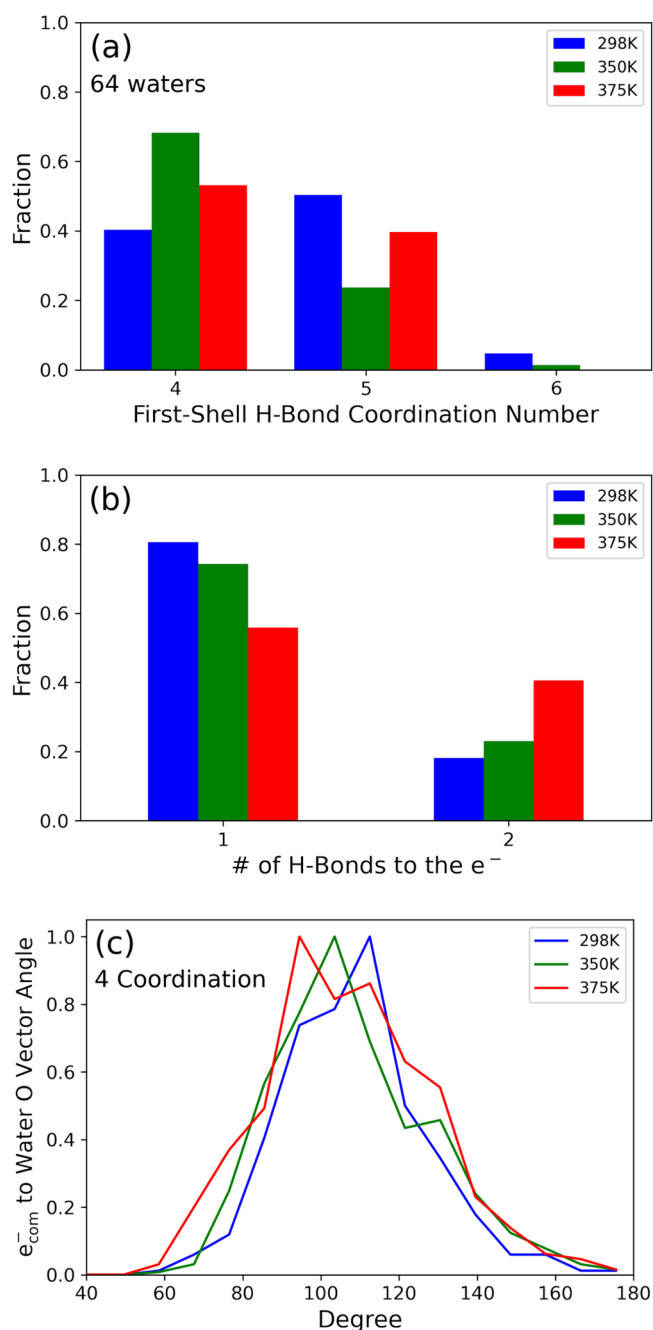 (a)
64 waters
298K
350K
375K
1.0
0.8
0.6
0.4
0.2
0.0
Fraction
4 5 6
First-Shell H-Bond Coordination Number
(b)
298K
350K
375K
1.0
0.8
0.6
0.4
0.2
0.0
Fraction
1 2
# of H-Bonds to the e⁻
(c)
4 Coordination
298K
350K
375K
1.0
0.8
0.6
0.4
0.2
0.0
e⁻com to Water O Vector Angle
40 60 80 100 120 140 160 180
Degree